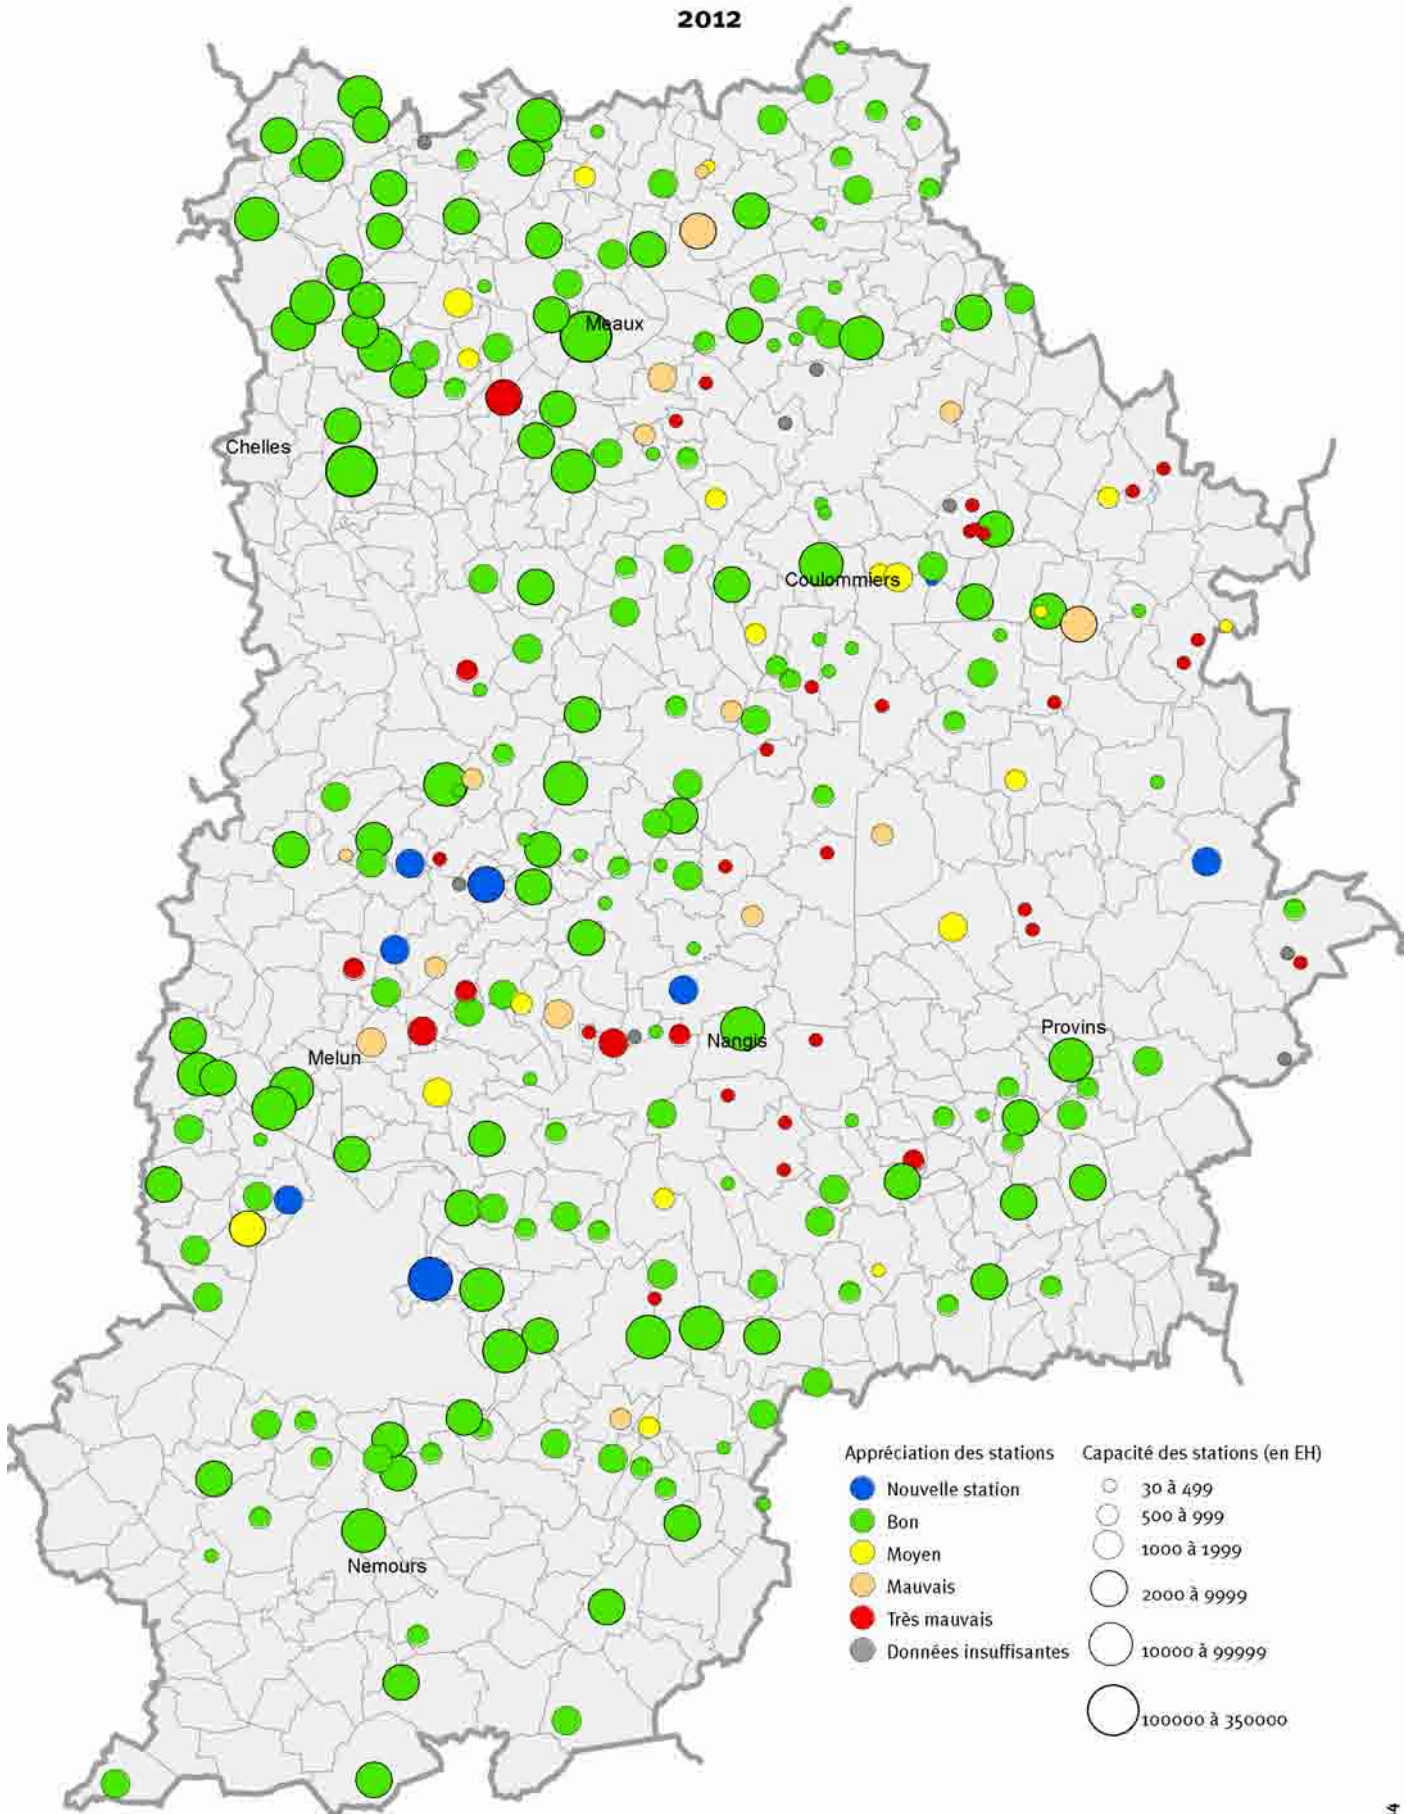 2012
Meaux
Chelles
Coulommiers
Nangis
Provins
Melun
Nemours
Appréciation des stations
Nouvelle station
Bon
Moyen
Mauvais
Très mauvais
Données insuffisantes
Capacité des stations (en EH)
30 à 499
500 à 999
1000 à 1999
2000 à 9999
10000 à 99999
100000 à 350000
4